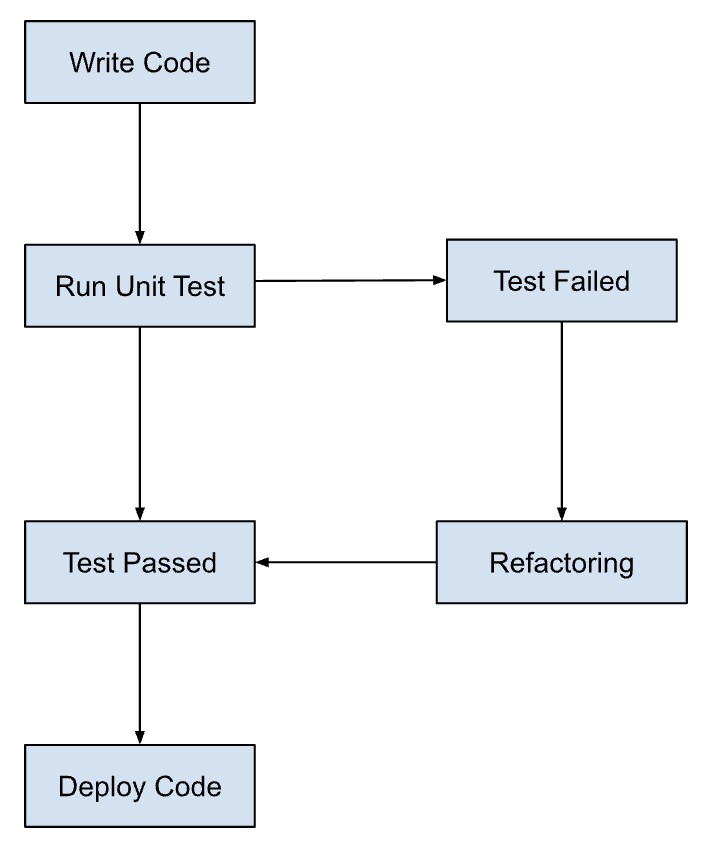 Write Code
Run Unit Test
Test Failed
Test Passed
Refactoring
Deploy Code